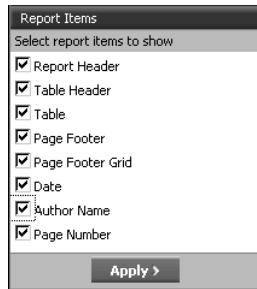 Report Items
Select report items to show
Report Header
Table Header
Table
Page Footer
Page Footer Grid
Date
Author Name
Page Number
Apply >